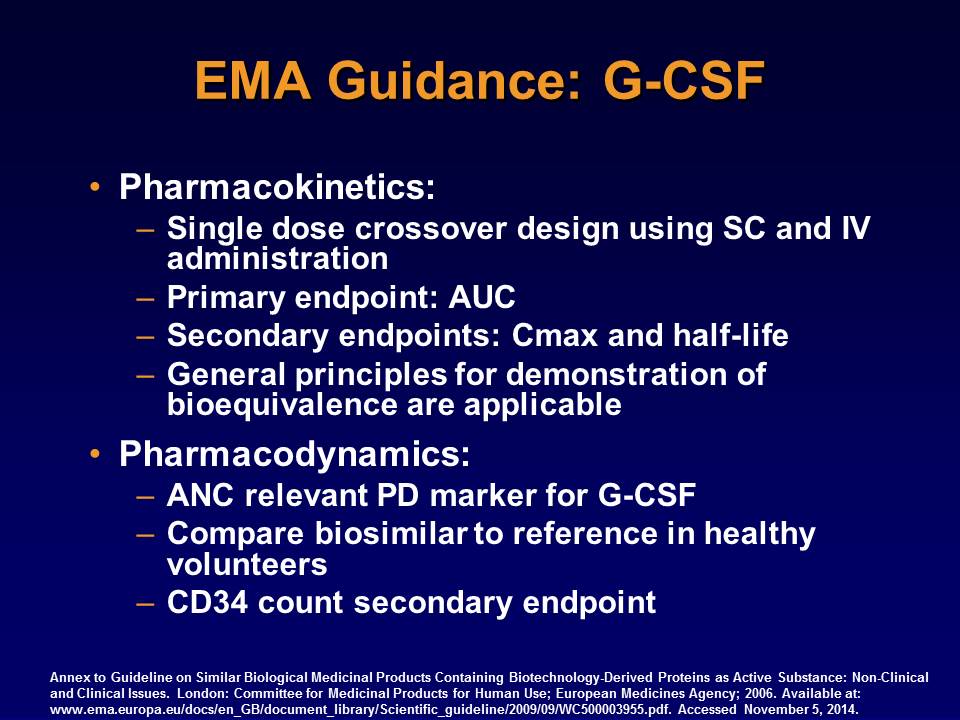 EMA Guidance: G-CSF
• Pharmacokinetics:
– Single dose crossover design using SC and IV
administration
– Primary endpoint: AUC
– Secondary endpoints: Cmax and half-life
– General principles for demonstration of
bioequivalence are applicable
• Pharmacodynamics:
– ANC relevant PD marker for G-CSF
– Compare biosimilar to reference in healthy
volunteers
– CD34 count secondary endpoint
Annex to Guideline on Similar Biological Medicinal Products Containing Biotechnology-Derived Proteins as Active Substance: Non-Clinical
and Clinical Issues. London: Committee for Medicinal Products for Human Use; European Medicines Agency; 2006. Available at:
www.ema.europa.eu/docs/en_GB/document_library/Scientific_guideline/2009/09/WC500003955.pdf. Accessed November 5, 2014.